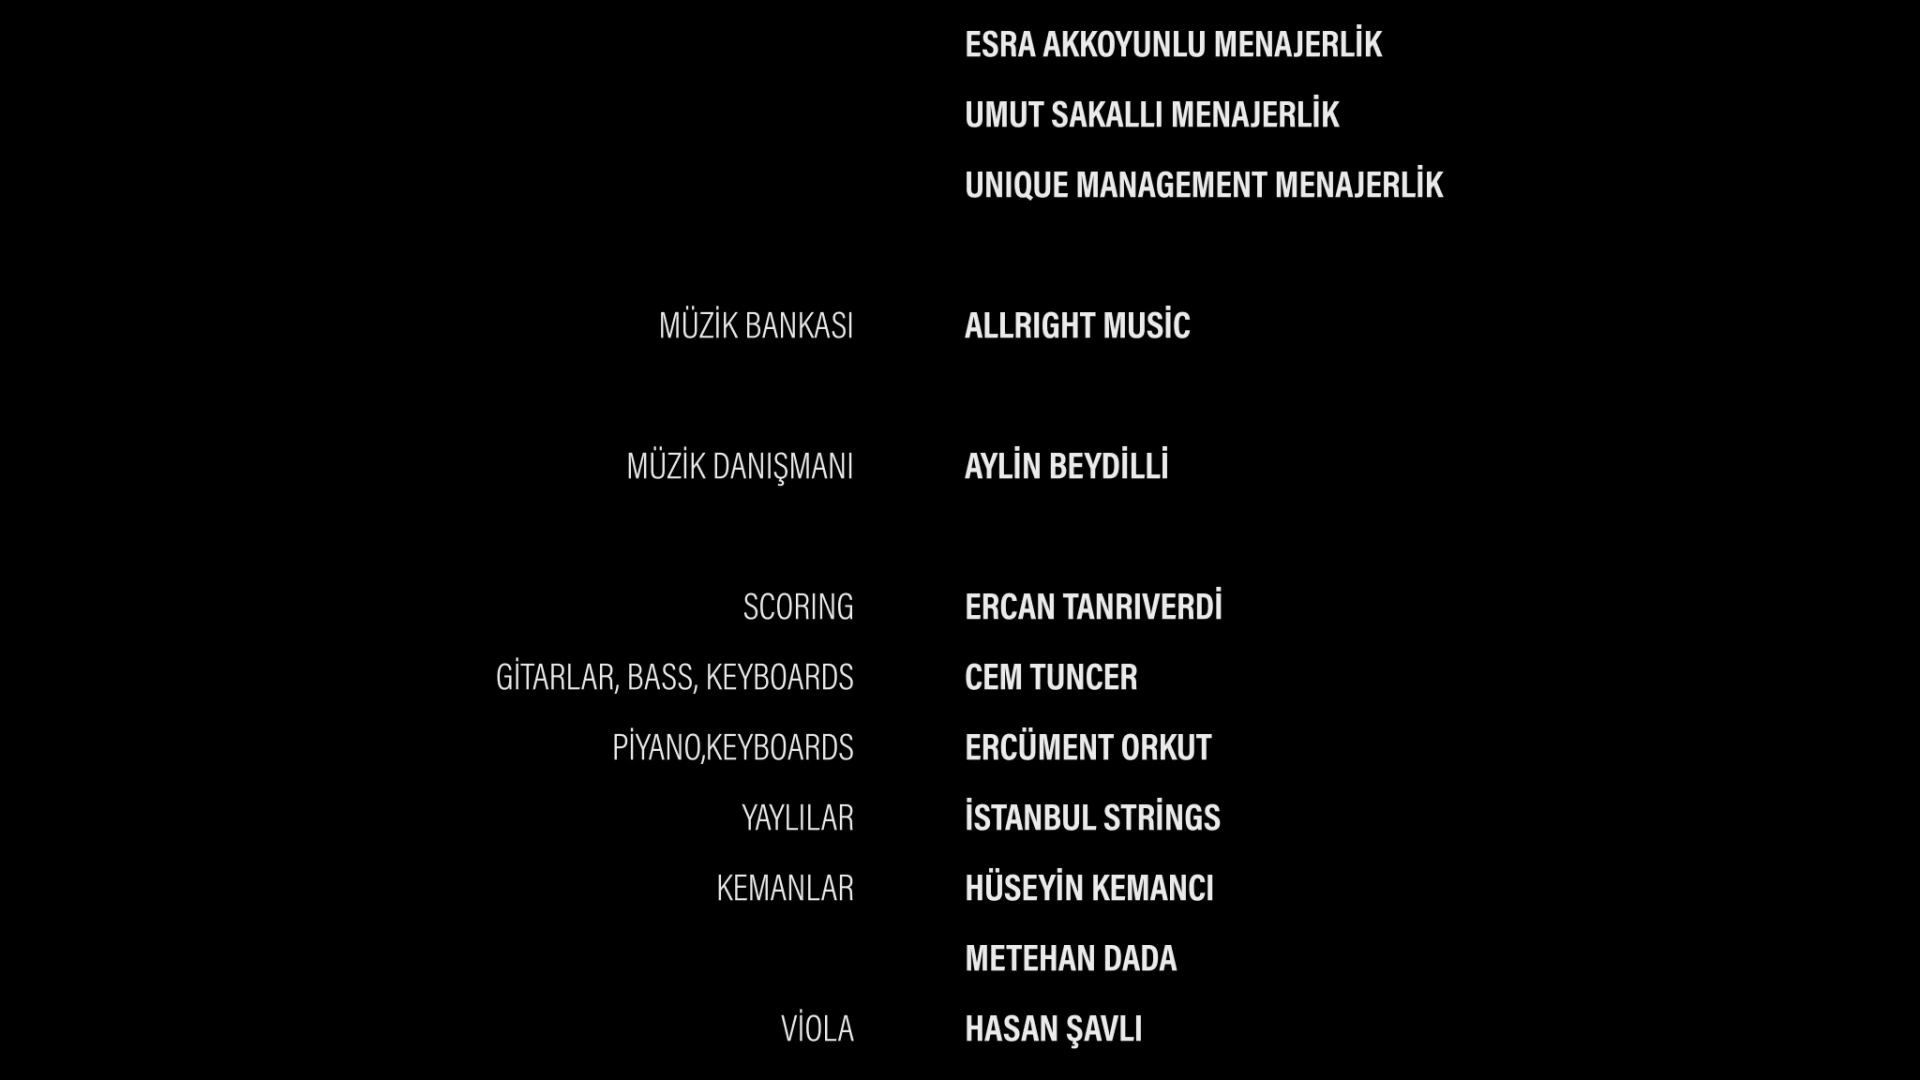 ESRA AKKOYUNLU MENAJERLİK
UMUT SAKALLI MENAJERLİK
UNIQUE MANAGEMENT MENAJERLİK
MÜZİK BANKASI ALLRIGHT MUSİC
MÜZİK DANIŞMANI AYLİN BEYDİLLİ
SCORING ERCAN TANRIVERDİ
GİTARLAR, BASS, KEYBOARDS CEM TUNCER
PİYANO,KEYBOARDS ERCÜMENT ORKUT
YAYLILAR İSTANBUL STRİNGS
KEMANLAR HÜSEYİN KEMANCI
METEHAN DADA
VİOLA HASAN ŞAVLI